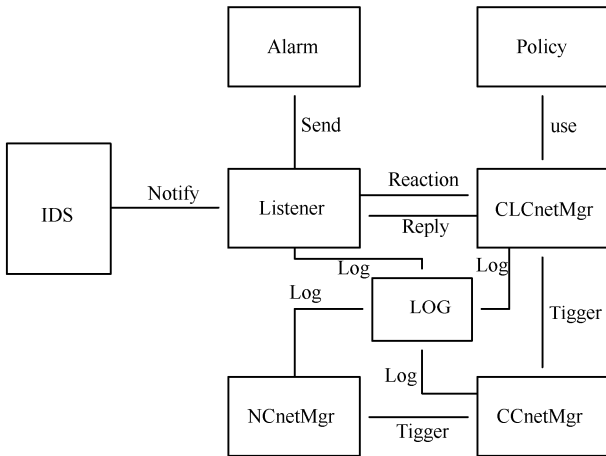 Alarm
Policy
Send
use
IDS
Notify
Listener
Reaction
Reply
CLCnetMgr
Log
Log
Log
LOG
Tigger
Log
NCnetMgr
Tigger
CCnetMgr